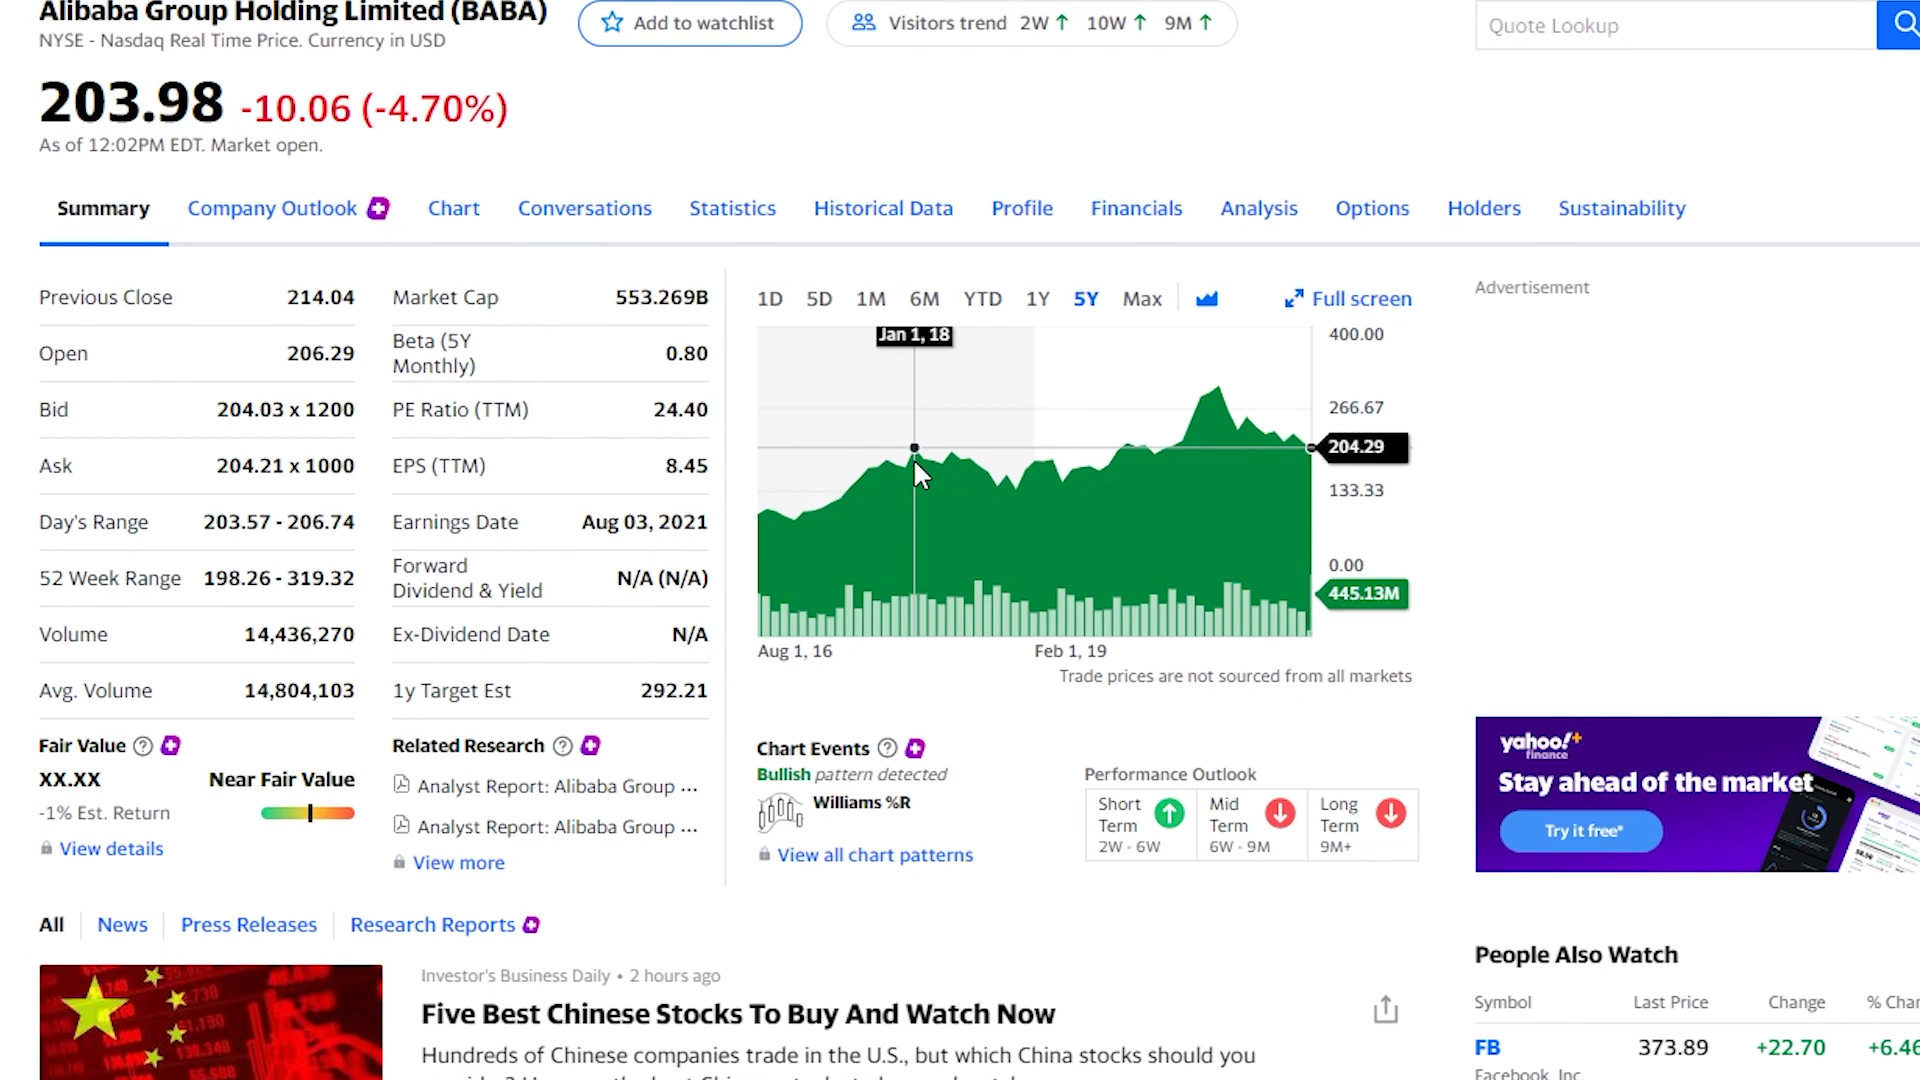 Alibaba Group Holding Limited (BABA)
NYSE - Nasdaq Real Time Price. Currency in USD
Add to watchlist
Visitors trend 2W 10W 9M
Quote Lookup
203.98 -10.06 (-4.70%)
As of 12:02PM EDT. Market open.
Summary Company Outlook Chart Conversations Statistics Historical Data Profile Financials Analysis Options Holders Sustainability
Previous Close 214.04
Open 206.29
Bid 204.03 x 1200
Ask 204.21 x 1000
Day's Range 203.57 - 206.74
52 Week Range 198.26 - 319.32
Volume 14,436,270
Avg. Volume 14,804,103
Market Cap 553.269B
Beta (5Y
Monthly) 0.80
PE Ratio (TTM) 24.40
EPS (TTM) 8.45
Earnings Date Aug 03, 2021
Forward
Dividend & Yield N/A (N/A)
Ex-Dividend Date N/A
1y Target Est 292.21
1D 5D 1M 6M YTD 1Y 5Y Max Full screen
Jan 1, 18
400.00
266.67
204.29
133.33
0.00
445.13M
Aug 1, 16 Feb 1, 19
Trade prices are not sourced from all markets
Advertisement
Fair Value
XX.XX Near Fair Value
-1% Est. Return
View details
Related Research
Analyst Report: Alibaba Group ...
Analyst Report: Alibaba Group ...
View more
Chart Events
Bullish pattern detected
Williams %R
View all chart patterns
Performance Outlook
Short
Term
2W - 6W
Mid
Term
6W - 9M
Long
Term
9M+
yahoo!+
finance
Stay ahead of the market
Try it free*
All News Press Releases Research Reports
Investor's Business Daily • 2 hours ago
Five Best Chinese Stocks To Buy And Watch Now
Hundreds of Chinese companies trade in the U.S., but which China stocks should you
People Also Watch
Symbol Last Price Change % Char
FB 373.89 +22.70 +6.46
Facebook, Inc.